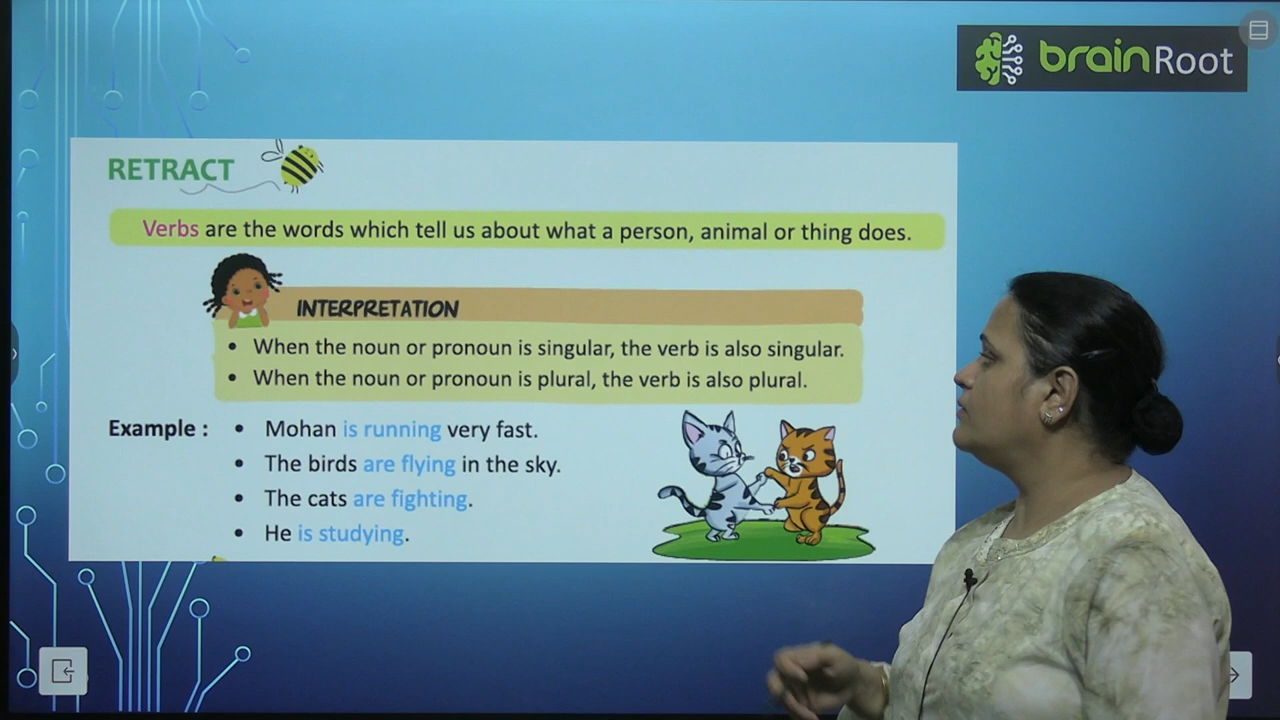 brainRoot
RETRACT
Verbs are the words which tell us about what a person, animal or thing does.
INTERPRETATION
• When the noun or pronoun is singular, the verb is also singular.
• When the noun or pronoun is plural, the verb is also plural.
Example : • Mohan is running very fast.
• The birds are flying in the sky.
• The cats are fighting.
• He is studying.